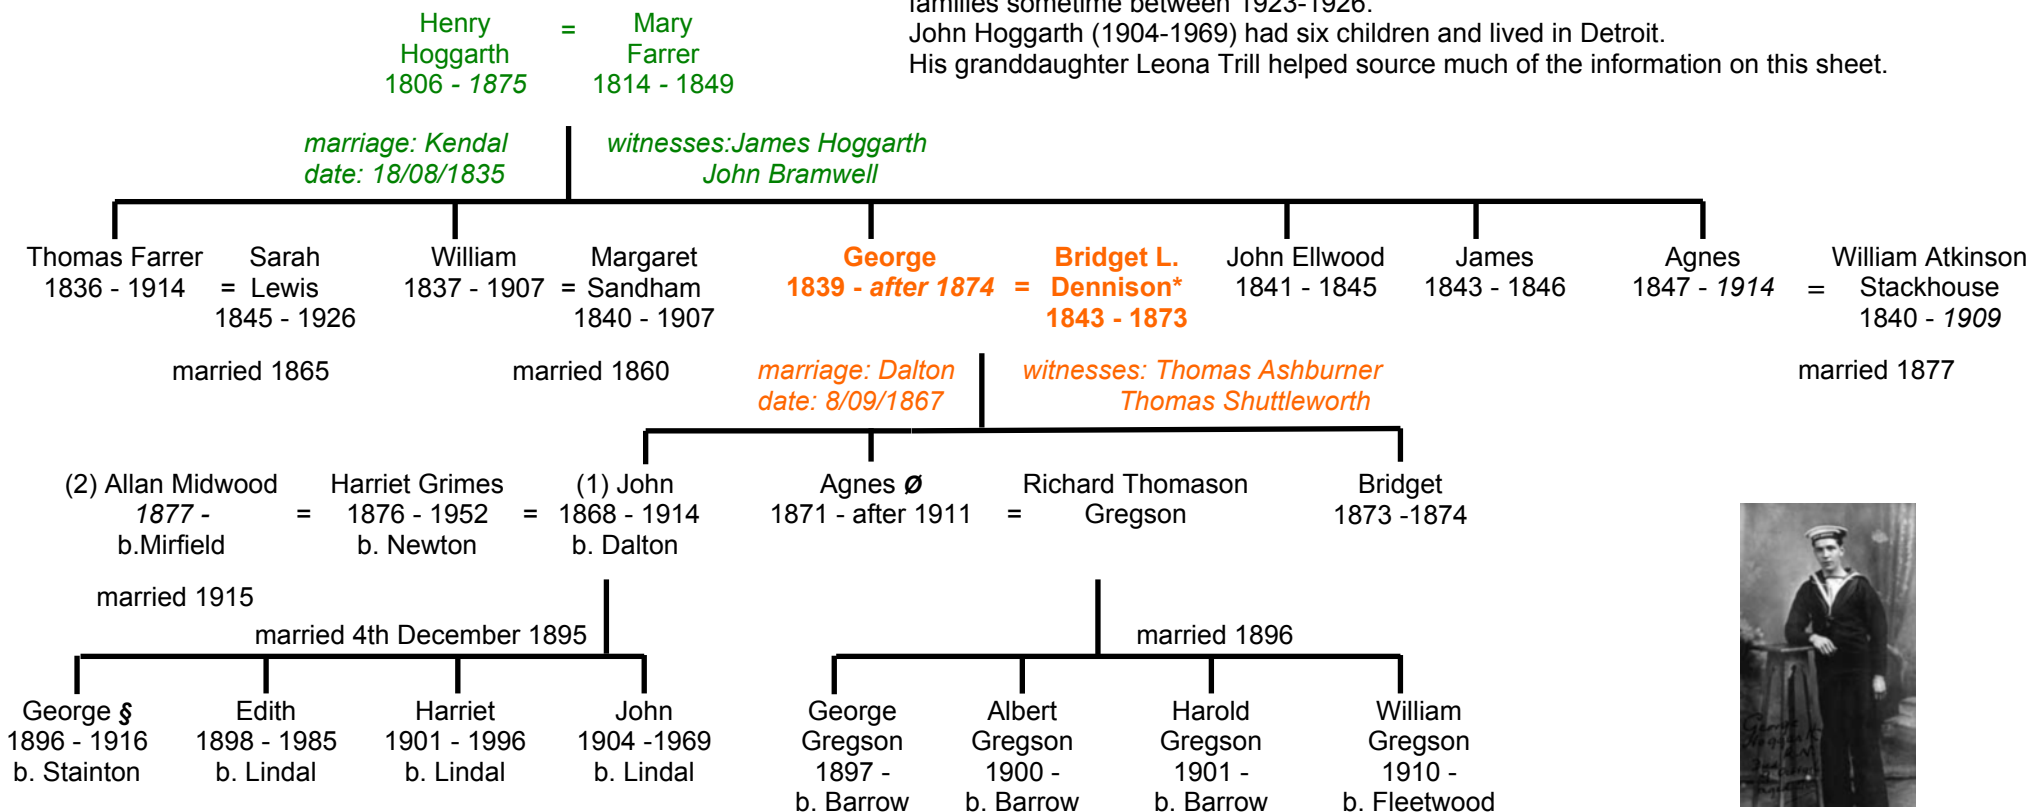 families sometime between 1923-1926.
John Hoggarth (1904-1969) had six children and lived in Detroit.
His granddaughter Leona Trill helped source much of the information on this sheet.
Henry = Mary
Hoggarth Farrer
1806 - 1875 1814 - 1849
marriage: Kendal witnesses:James Hoggarth
date: 18/08/1835 John Bramwell
Thomas Farrer Sarah William Margaret George Bridget L. John Ellwood James Agnes William Atkinson
1836 - 1914 = Lewis 1837 - 1907 = Sandham 1839 - after 1874 = Dennison* 1841 - 1845 1843 - 1846 1847 - 1914 = Stackhouse
1845 - 1926 1840 - 1907 1843 - 1873 1840 - 1909
married 1865 married 1860 marriage: Dalton witnesses: Thomas Ashburner married 1877
date: 8/09/1867 Thomas Shuttleworth
(2) Allan Midwood Harriet Grimes (1) John Agnes Ø Richard Thomason Bridget
1877 - = 1876 - 1952 = 1868 - 1914 1871 - after 1911 = Gregson 1873 -1874
b.Mirfield b. Newton b. Dalton
married 1915
married 4th December 1895 married 1896
George § Edith Harriet John George Albert Harold William
1896 - 1916 1898 - 1985 1901 - 1996 1904 -1969 Gregson Gregson Gregson Gregson
b. Stainton b. Lindal b. Lindal b. Lindal 1897 - 1900 - 1901 - 1910 -
b. Barrow b. Barrow b. Barrow b. Fleetwood
George
Hoggarth
R.N.